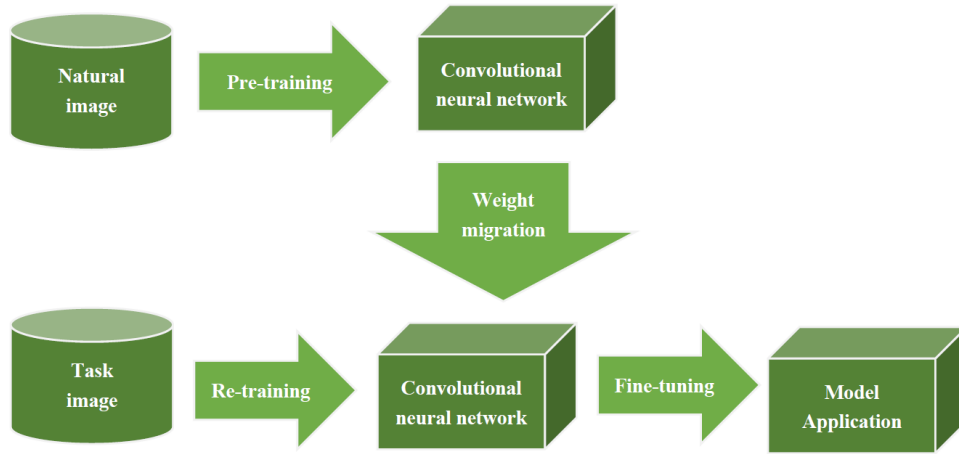 Natural
image
Pre-training
Convolutional
neural network
Weight
migration
Task
image
Re-training
Convolutional
neural network
Fine-tuning
Model
Application